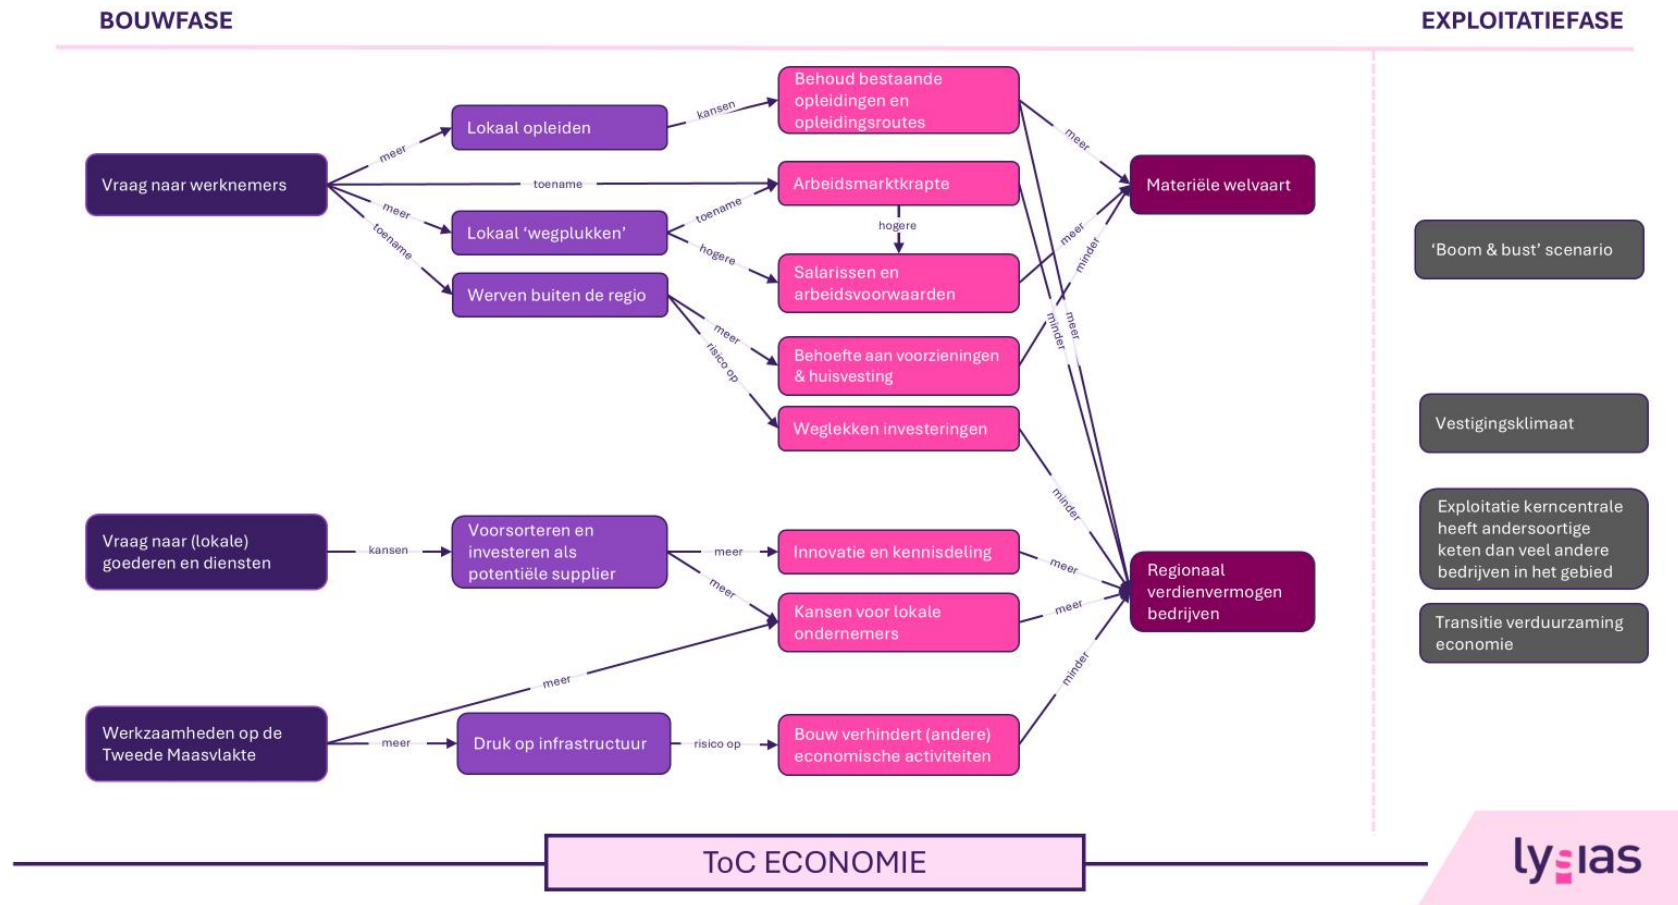 BOUWFASE
EXPLOITATIEFASE
Vraag naar werknemers
meer
toename
meer
toename
Lokaal opleiden
Lokaal ‘wegplukken’
Werven buiten de regio
kansen
toename
hogere
meer
risico op
Behoud bestaande
opleidingen en
opleidingsroutes
Arbeidsmarktkrapte
hogere
Salarissen en
arbeidsvoorwaarden
Behoefte aan voorzieningen
& huisvesting
Weglekken investeringen
meer
meer
minder
minder
meer
minder
Materiële welvaart
Vraag naar (lokale)
goederen en diensten
kansen
Voorsorteren en
investeren als
potentiële supplier
meer
meer
Innovatie en kennisdeling
Kansen voor lokale
ondernemers
meer
meer
Regionaal
verdienvermogen
bedrijven
Werkzaamheden op de
Tweede Maasvlakte
meer
meer
Druk op infrastructuur
risico op
Bouw verhindert (andere)
economische activiteiten
minder
‘Boom & bust’ scenario
Vestigingsklimaat
Exploitatie kerncentrale
heeft andersoortige
keten dan veel andere
bedrijven in het gebied
Transitie verduurzaming
economie
ToC ECONOMIE
lysias